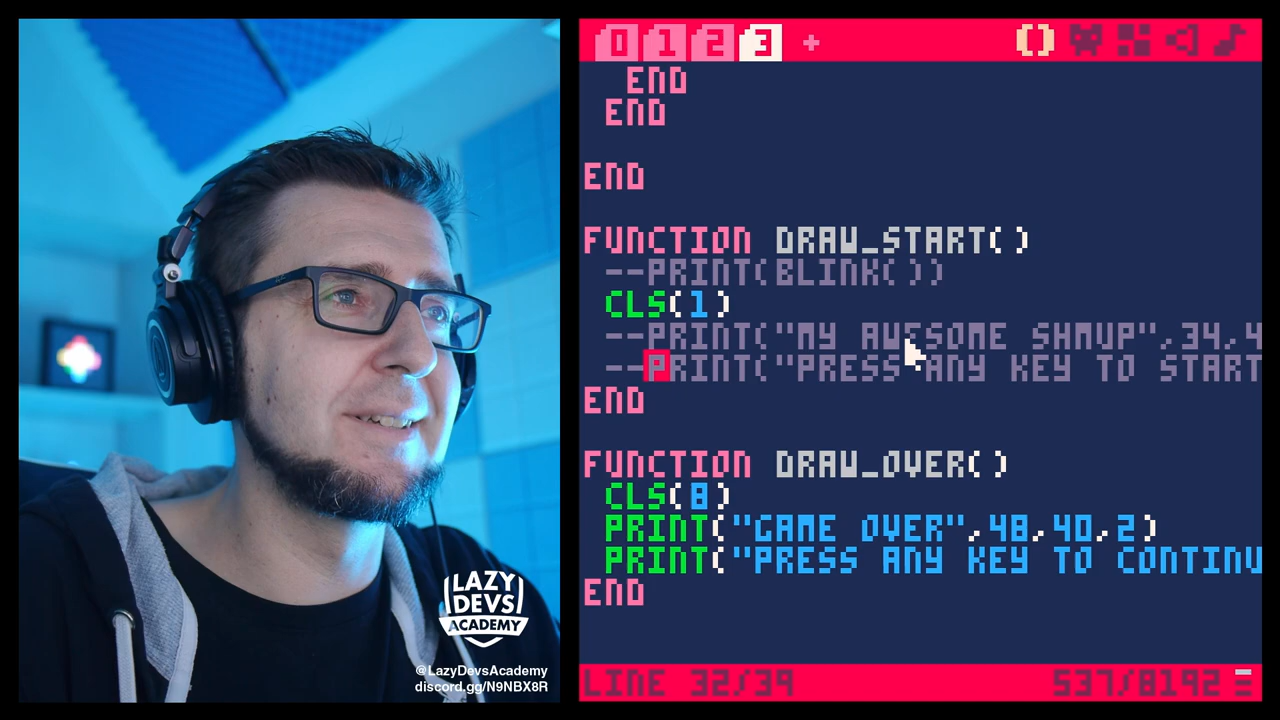 LAZY
DEVS
ACADEMY
@LazyDevsAcademy
discord.gg/N9NBX8R
0 1 2 3 +
END
END
END
FUNCTION DRAW_START()
--PRINT(BLINK())
CLS(1)
--PRINT("MY AWESOME SHMUP",34,4
--PRINT("PRESS ANY KEY TO START
END
FUNCTION DRAW_OVER()
CLS(8)
PRINT("GAME OVER",48,40,2)
PRINT("PRESS ANY KEY TO CONTINU
END
LINE 32/39
537/8192